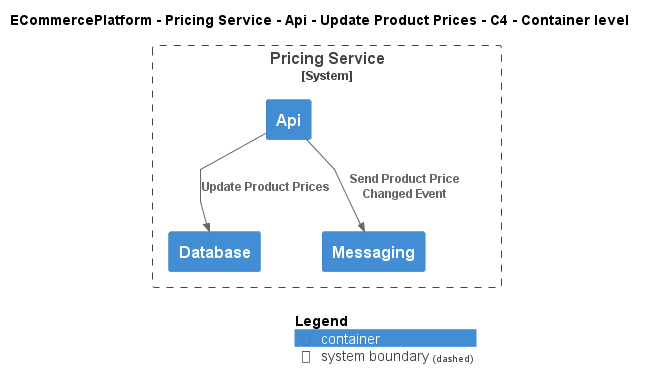 ECommercePlatform - Pricing Service - Api - Update Product Prices - C4 - Container level
Pricing Service
[System]
Api
Update Product Prices
Send Product Price
Changed Event
Database
Messaging
Legend
container
system boundary (dashed)